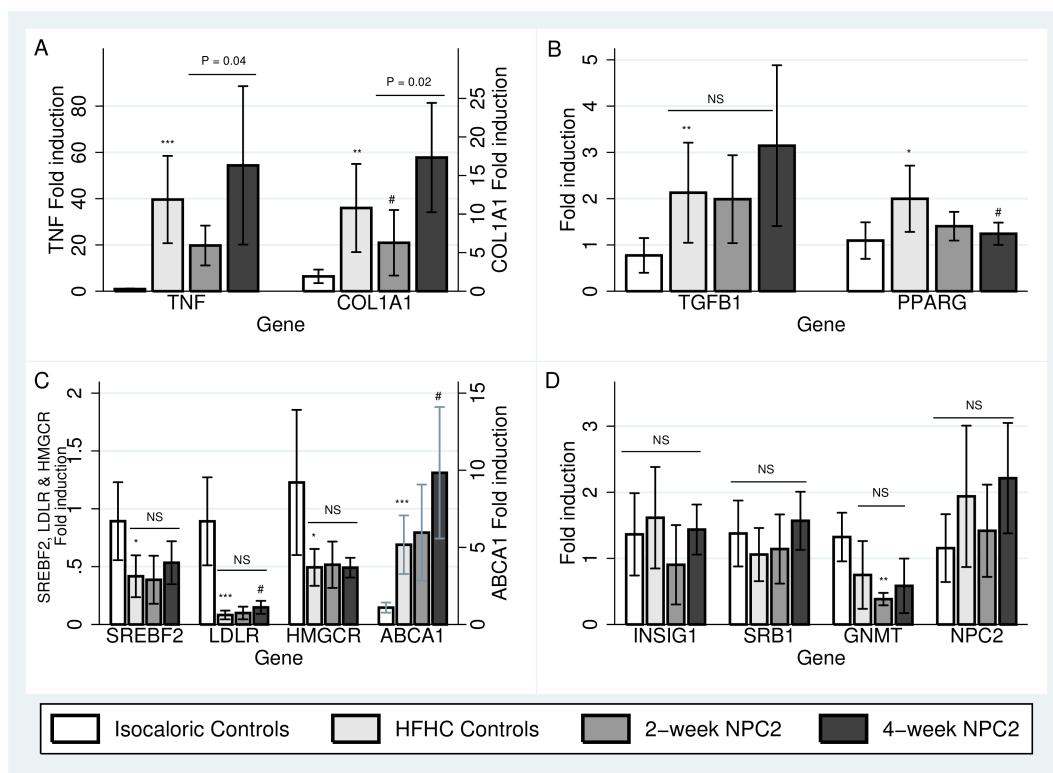 A
P = 0.04
P = 0.02
TNF Fold induction
0 20 40 60 80
***
**
#
COL1A1 Fold induction
0 5 10 15 20 25
TNF COL1A1
Gene
B
NS
Fold induction
0 1 2 3 4 5
**
*
#
TGFB1 PPARG
Gene
C
SREBF2, LDLR & HMGCR
Fold induction
0 .5 1 1.5 2
NS
*
NS
***
#
NS
*
***
#
ABCA1 Fold induction
0 5 10 15
SREBF2 LDLR HMGCR ABCA1
Gene
D
Fold induction
0 1 2 3
NS
NS
NS
**
NS
INSIG1 SRB1 GNMT NPC2
Gene
Isocaloric Controls HFHC Controls 2−week NPC2 4−week NPC2